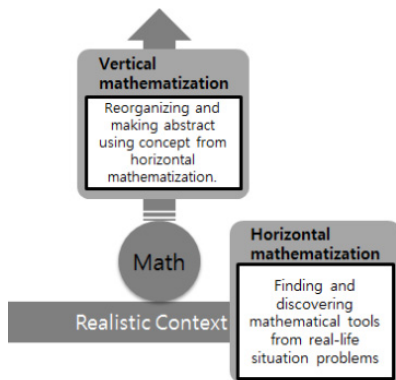 Vertical
mathematization
Reorganizing and
making abstract
using concept from
horizontal
mathematization.
Math
Realistic Context
Horizontal
mathematization
Finding and
discovering
mathematical tools
from real-life
situation problems